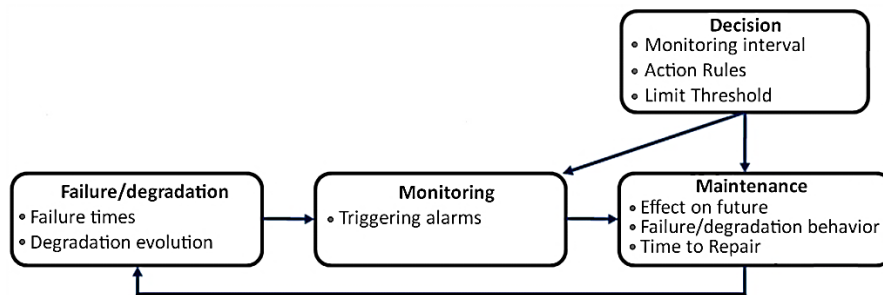 Decision
• Monitoring interval
• Action Rules
• Limit Threshold
Failure/degradation
• Failure times
• Degradation evolution
Monitoring
• Triggering alarms
Maintenance
• Effect on future
• Failure/degradation behavior
• Time to Repair